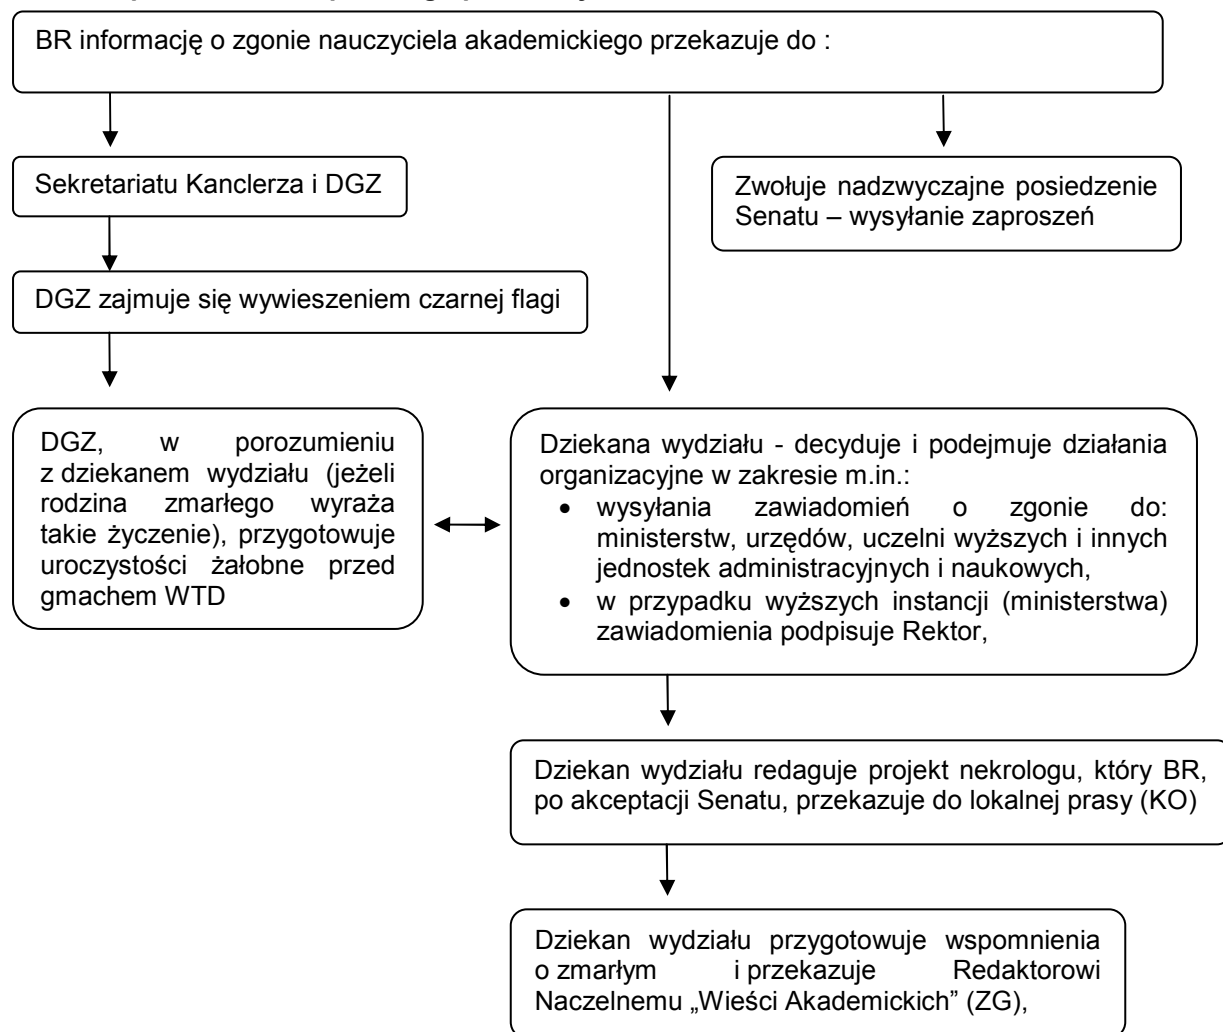 BR informację o zgonie nauczyciela akademickiego przekazuje do :
Sekretariatu Kanclerza i DGZ
Zwołuje nadzwyczajne posiedzenie
Senatu – wysyłanie zaproszeń
DGZ zajmuje się wywieszeniem czarnej flagi
DGZ, w porozumieniu
z dziekanem wydziału (jeżeli
rodzina zmarłego wyraża
takie życzenie), przygotowuje
uroczystości żałobne przed
gmachem WTD
Dziekana wydziału - decyduje i podejmuje działania
organizacyjne w zakresie m.in.:
• wysyłania zawiadomień o zgonie do:
ministerstw, urzędów, uczelni wyższych i innych
jednostek administracyjnych i naukowych,
• w przypadku wyższych instancji (ministerstwa)
zawiadomienia podpisuje Rektor,
Dziekan wydziału redaguje projekt nekrologu, który BR,
po akceptacji Senatu, przekazuje do lokalnej prasy (KO)
Dziekan wydziału przygotowuje wspomnienia
o zmarłym i przekazuje Redaktorowi
Naczelnemu „Wieści Akademickich” (ZG),